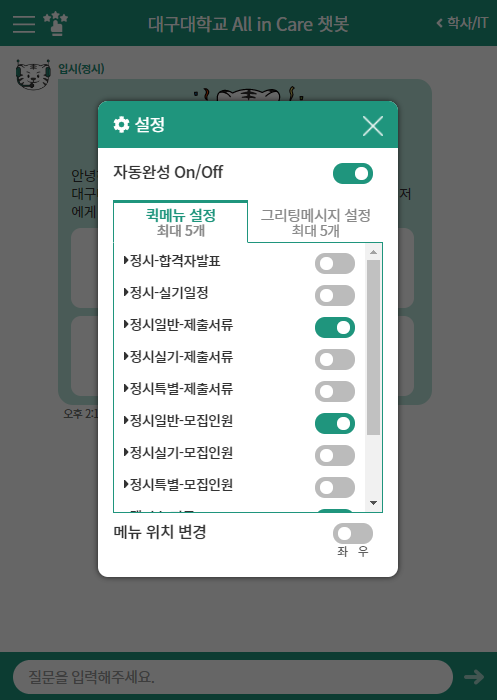 대구대학교 All in Care 챗봇
학사/IT
입시(정시)
안녕
대구
저
에게
오후 2:1
설정
자동완성 On/Off
퀵메뉴 설정
최대 5개
그리팅메시지 설정
최대 5개
정시-합격자발표
정시-실기일정
정시일반-제출서류
정시실기-제출서류
정시특별-제출서류
정시일반-모집인원
정시실기-모집인원
정시특별-모집인원
메뉴 위치 변경
좌 우
질문을 입력해주세요.